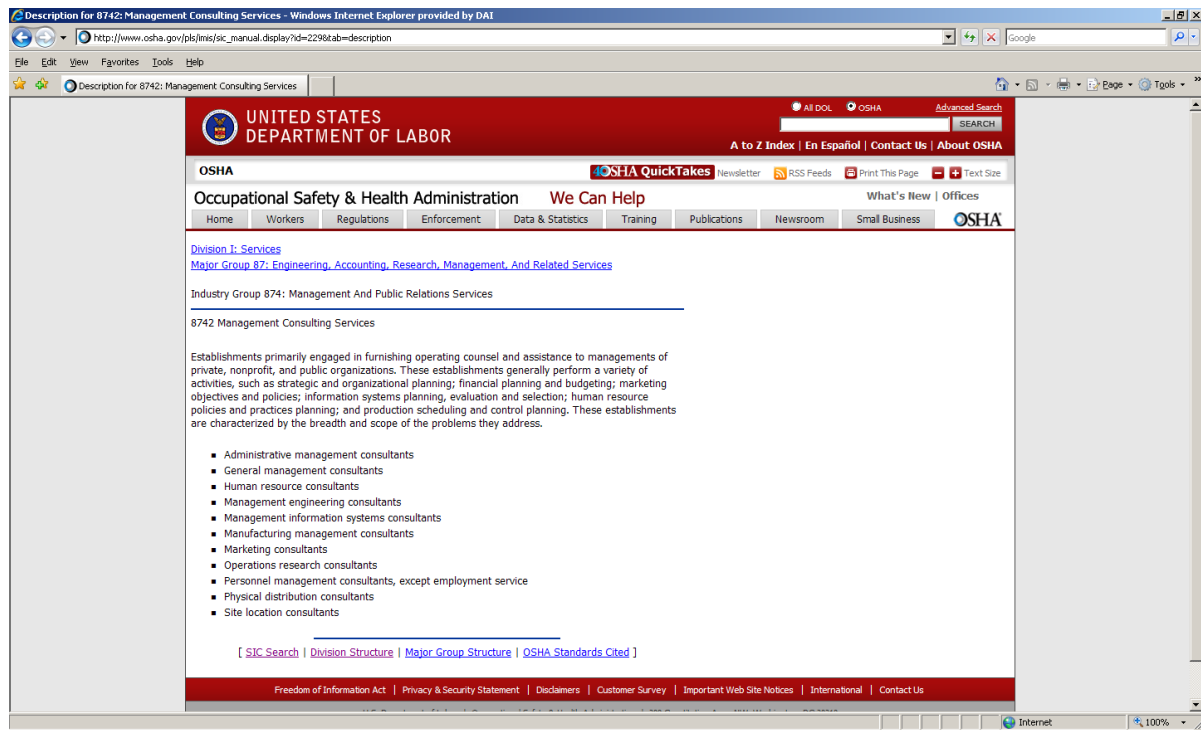 Description for 8742: Management Consulting Services - Windows Internet Explorer provided by DAI
http://www.osha.gov/pls/imis/sic_manual.display?id=229&tab=description
Google
File Edit View Favorites Tools Help
Description for 8742: Management Consulting Services
Page Tools
UNITED STATES
DEPARTMENT OF LABOR
All DOL OSHA Advanced Search
SEARCH
A to Z Index | En Español | Contact Us | About OSHA
OSHA
OSHA QuickTakes Newsletter RSS Feeds Print This Page Text Size
Occupational Safety & Health Administration We Can Help
What's New | Offices
Home Workers Regulations Enforcement Data & Statistics Training Publications Newsroom Small Business OSHA
Division I: Services
Major Group 87: Engineering, Accounting, Research, Management, And Related Services
Industry Group 874: Management And Public Relations Services
8742 Management Consulting Services
Establishments primarily engaged in furnishing operating counsel and assistance to managements of
private, nonprofit, and public organizations. These establishments generally perform a variety of
activities, such as strategic and organizational planning; financial planning and budgeting; marketing
objectives and policies; information systems planning, evaluation and selection; human resource
policies and practices planning; and production scheduling and control planning. These establishments
are characterized by the breadth and scope of the problems they address.
Administrative management consultants
General management consultants
Human resource consultants
Management engineering consultants
Management information systems consultants
Manufacturing management consultants
Marketing consultants
Operations research consultants
Personnel management consultants, except employment service
Physical distribution consultants
Site location consultants
[ SIC Search | Division Structure | Major Group Structure | OSHA Standards Cited ]
Freedom of Information Act | Privacy & Security Statement | Disclaimers | Customer Survey | Important Web Site Notices | International | Contact Us
Internet
100%